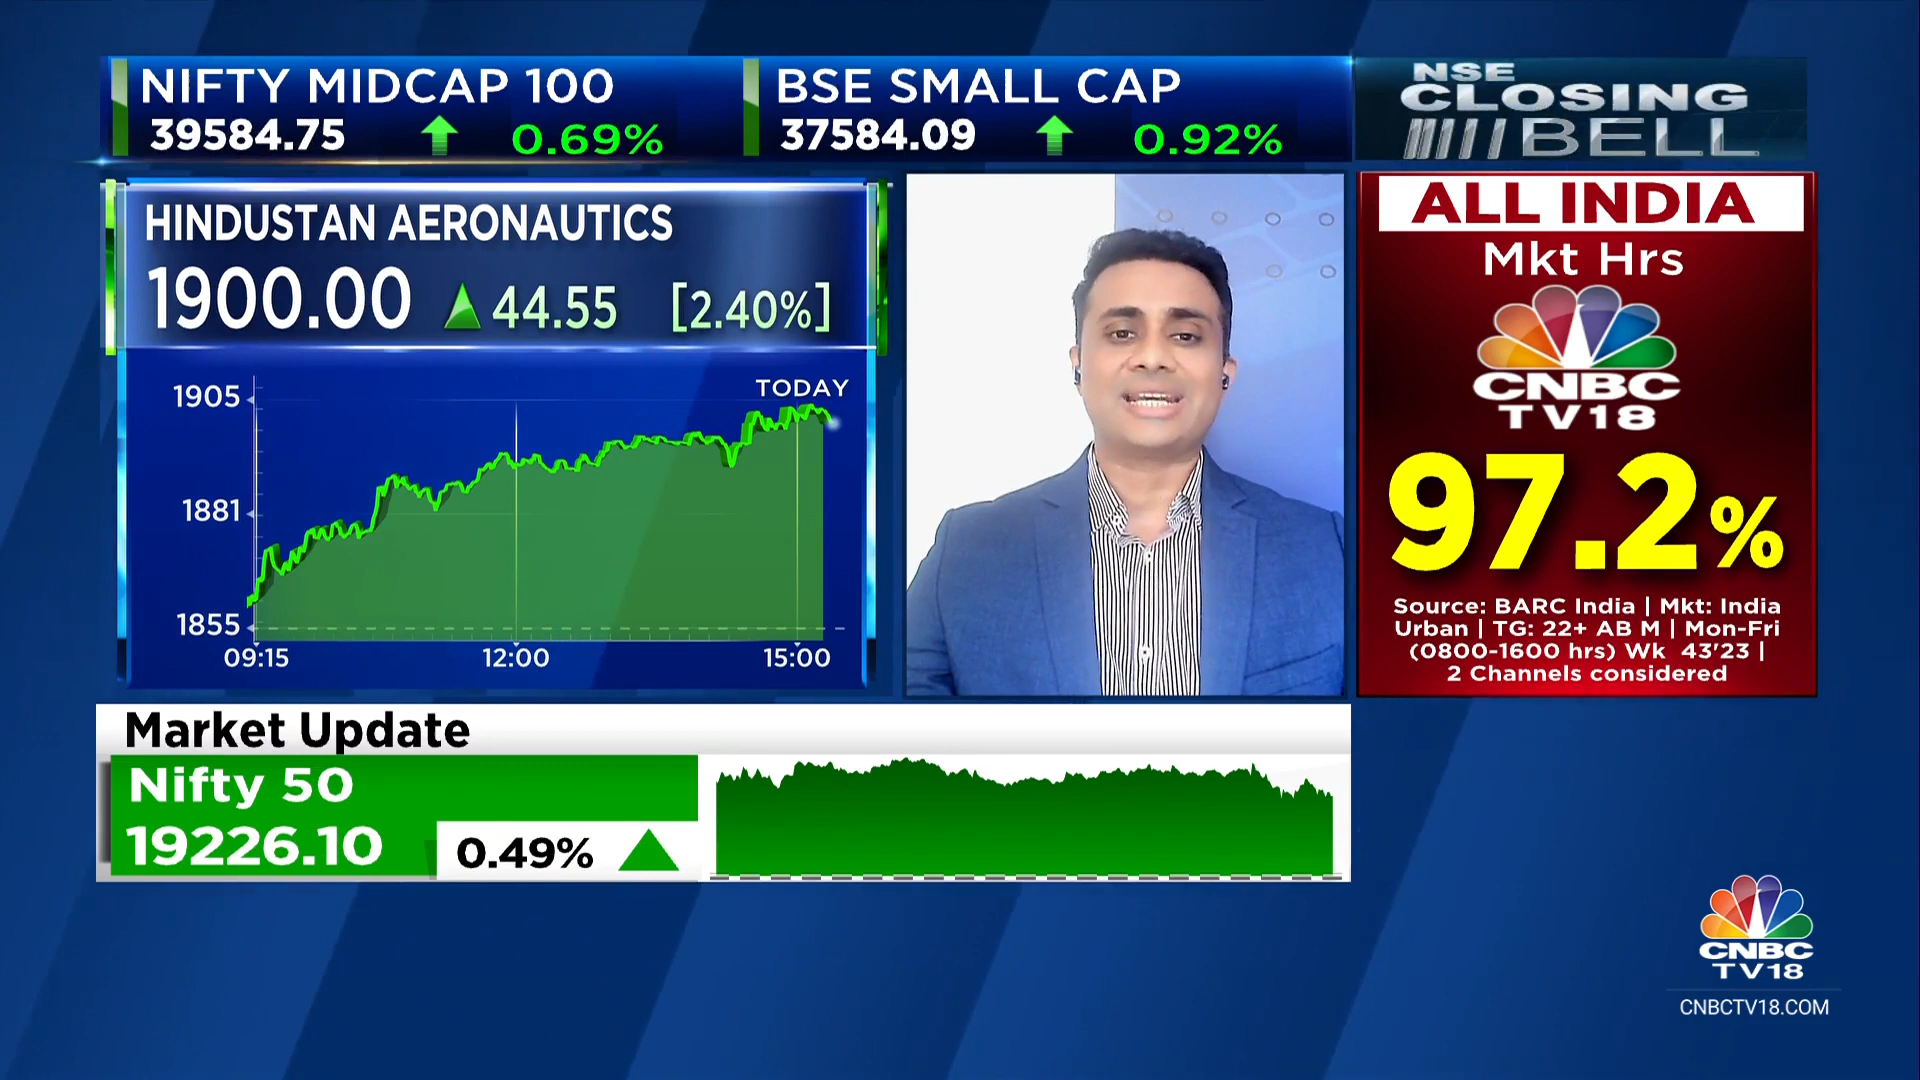 NIFTY MIDCAP 100
39584.75 0.69%
BSE SMALL CAP
37584.09 0.92%
NSE
CLOSING
BELL
HINDUSTAN AERONAUTICS
1900.00 44.55 [2.40%]
TODAY
1905
1881
1855
09:15 12:00 15:00
ALL INDIA
Mkt Hrs
CNBC
TV18
97.2%
Source: BARC India | Mkt: India
Urban | TG: 22+ AB M | Mon-Fri
(0800-1600 hrs) Wk 43'23 |
2 Channels considered
Market Update
Nifty 50
19226.10 0.49%
CNBC
TV18
CNBCTV18.COM